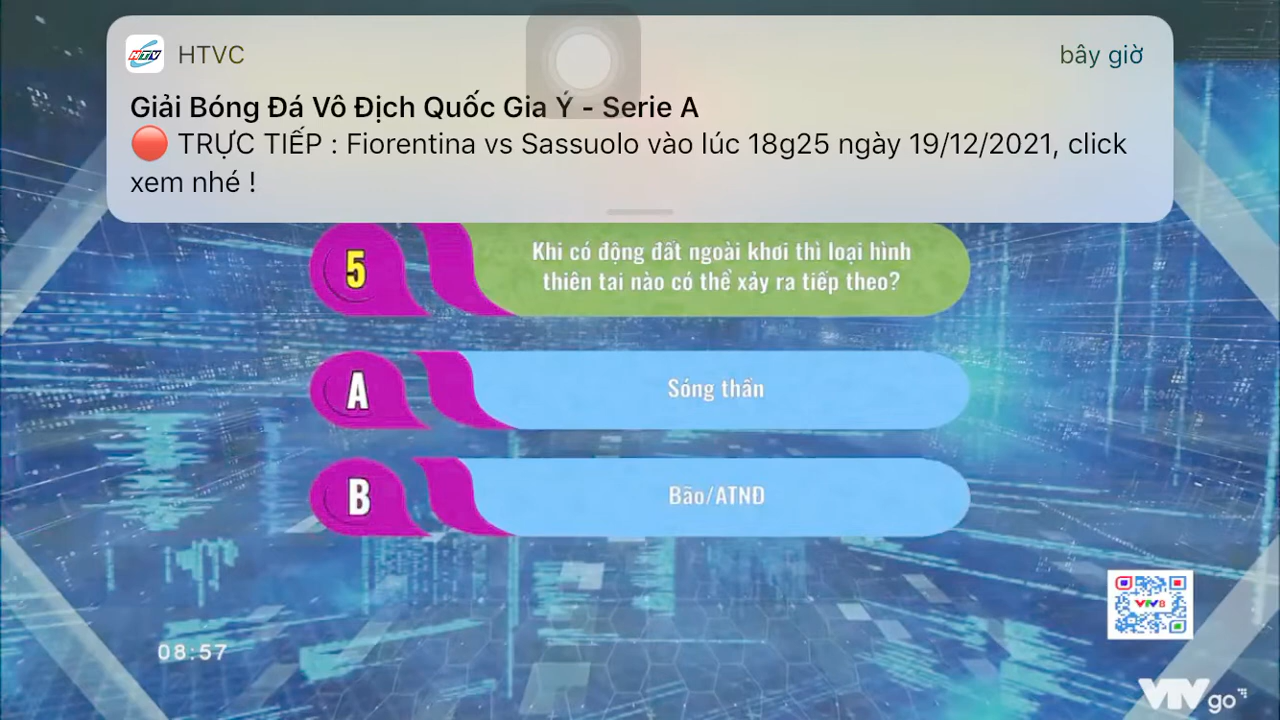 HTV
HTVC
bây giờ
Giải Bóng Đá Vô Địch Quốc Gia Ý - Serie A
🔴 TRỰC TIẾP : Fiorentina vs Sassuolo vào lúc 18g25 ngày 19/12/2021, click
xem nhé !
5
Khi có động đất ngoài khơi thì loại hình
thiên tai nào có thể xảy ra tiếp theo?
A
Sóng thần
B
Bão/ATNĐ
VTV8
08:57
VTVgo